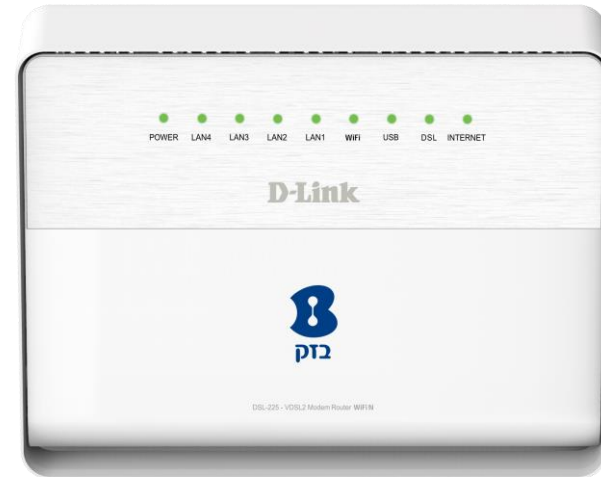 POWER LAN4 LAN3 LAN2 LAN1 WiFi USB DSL INTERNET
D-Link
בזק
DSL-225 - VDSL2 Modem Router WiFi N